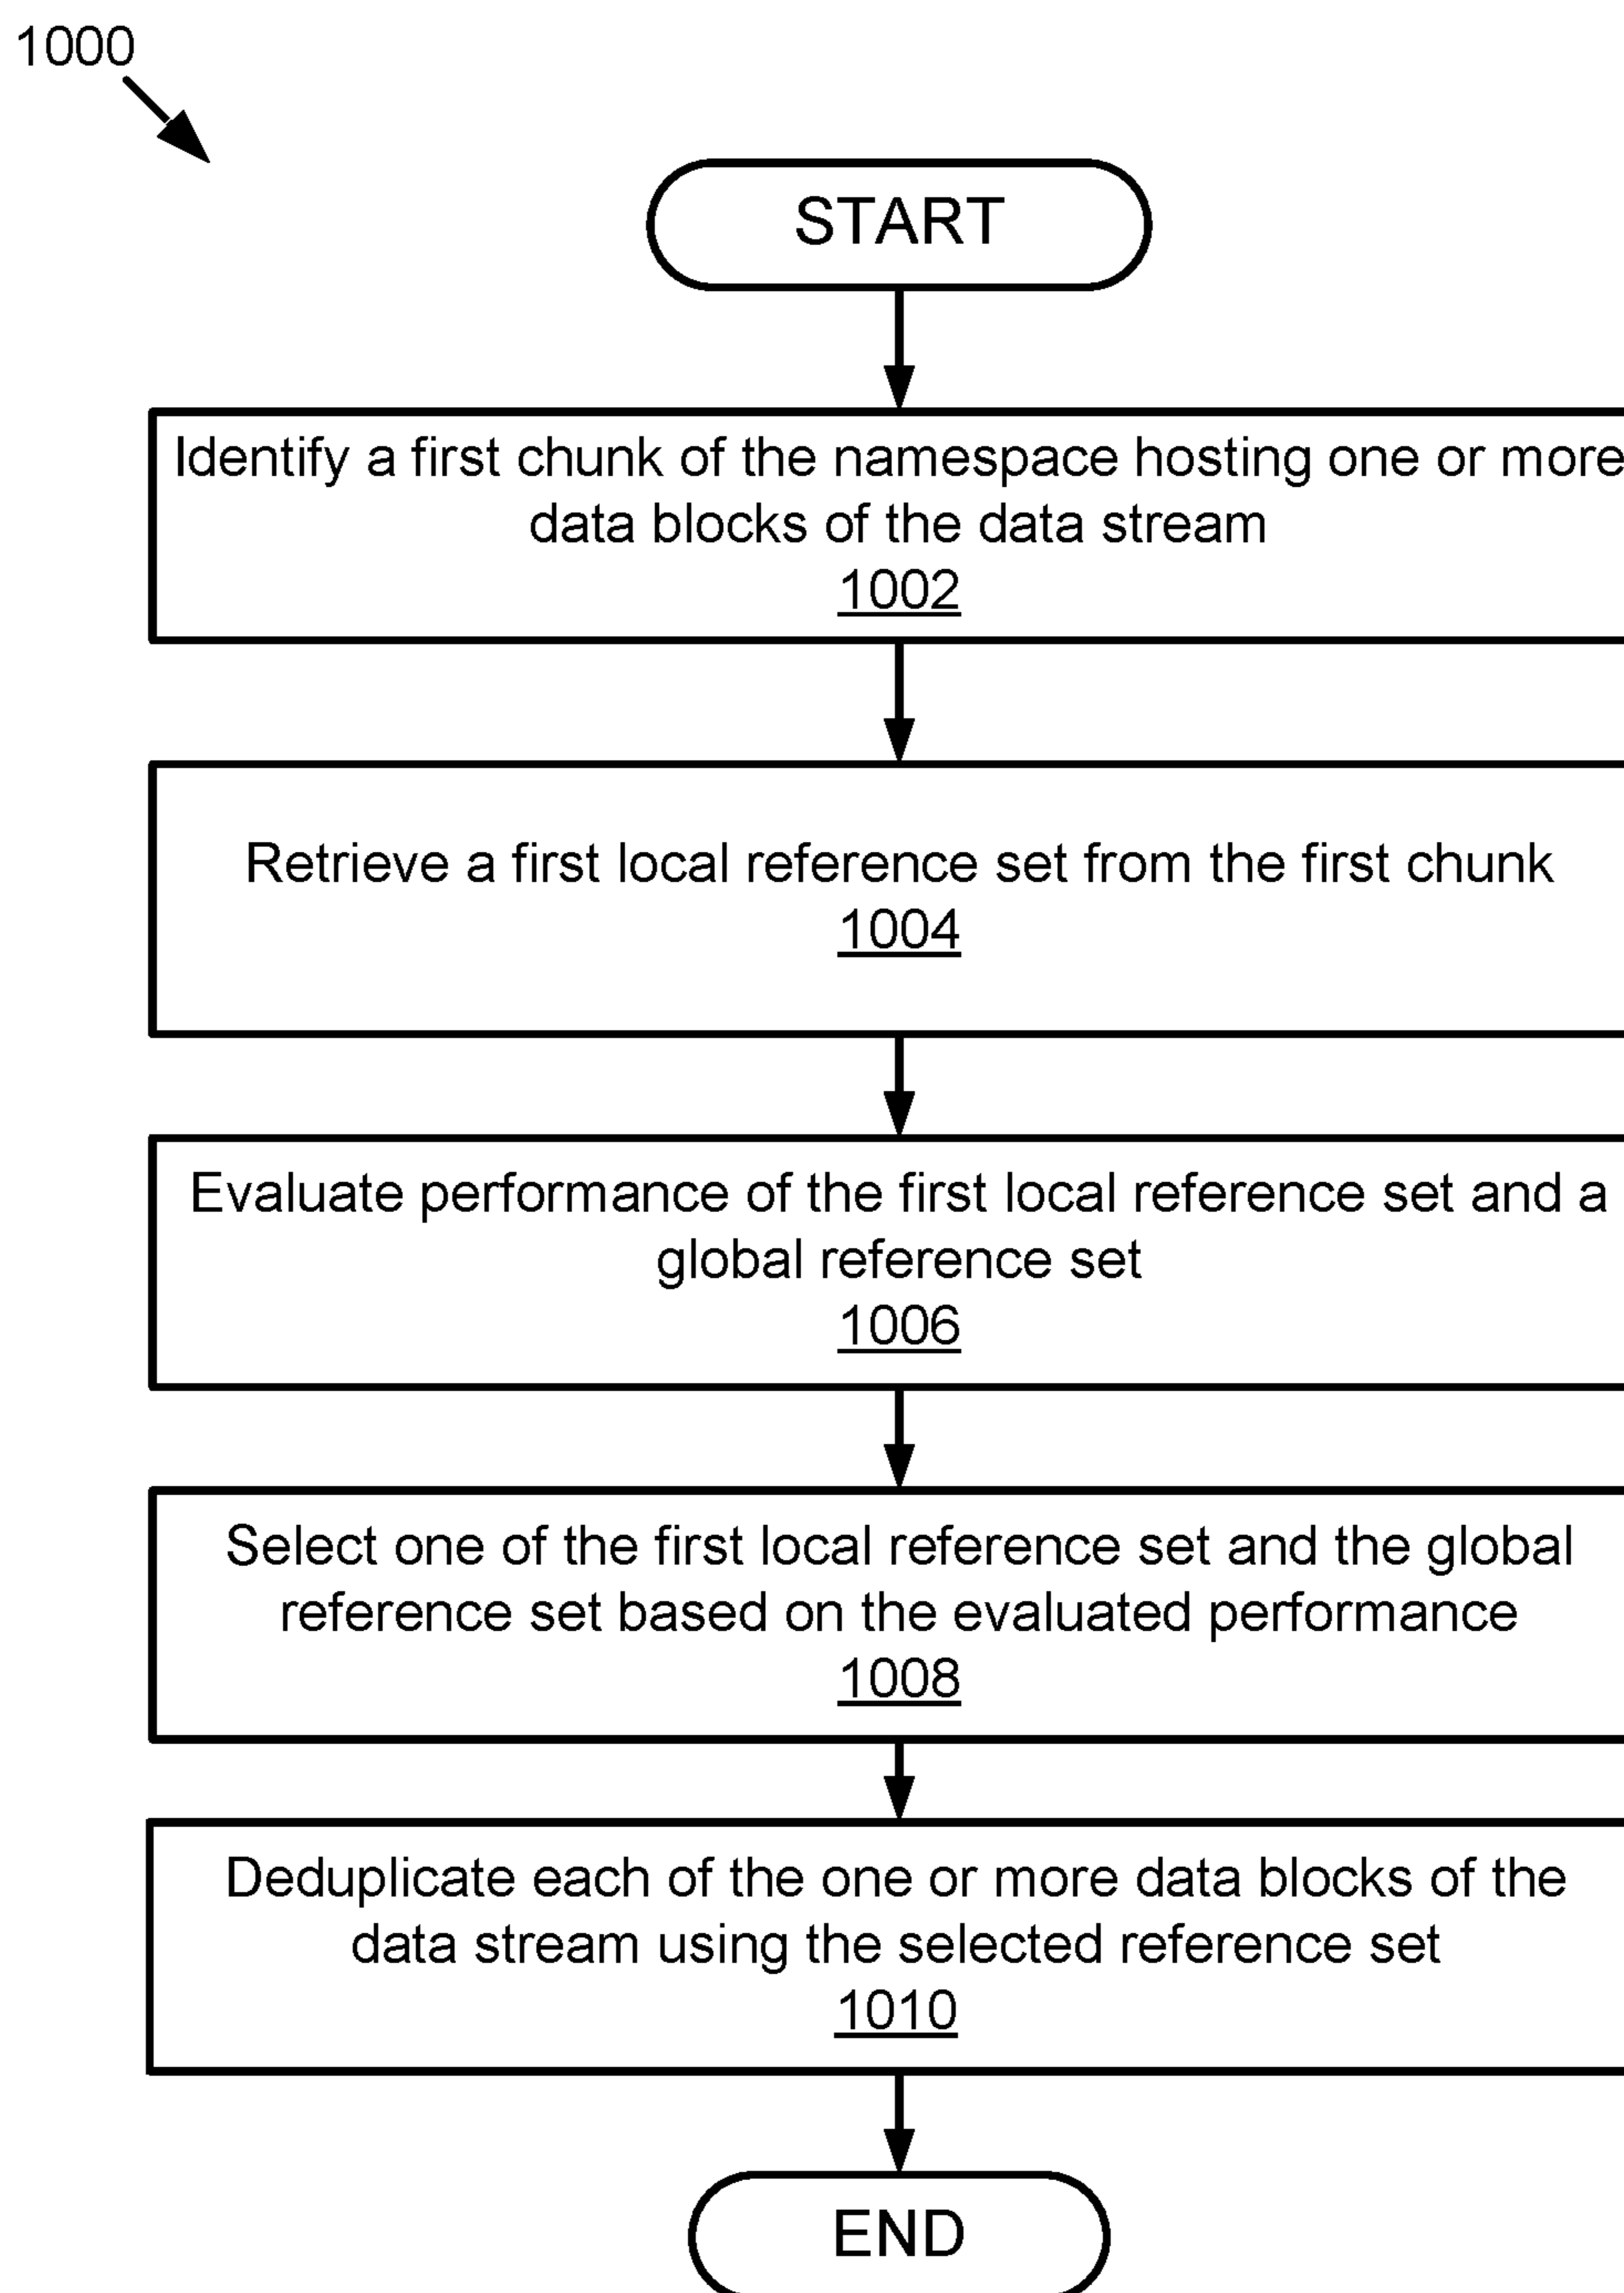 1000
START
Identify a first chunk of the namespace hosting one or more
data blocks of the data stream
1002
Retrieve a first local reference set from the first chunk
1004
Evaluate performance of the first local reference set and a
global reference set
1006
Select one of the first local reference set and the global
reference set based on the evaluated performance
1008
Deduplicate each of the one or more data blocks of the
data stream using the selected reference set
1010
END